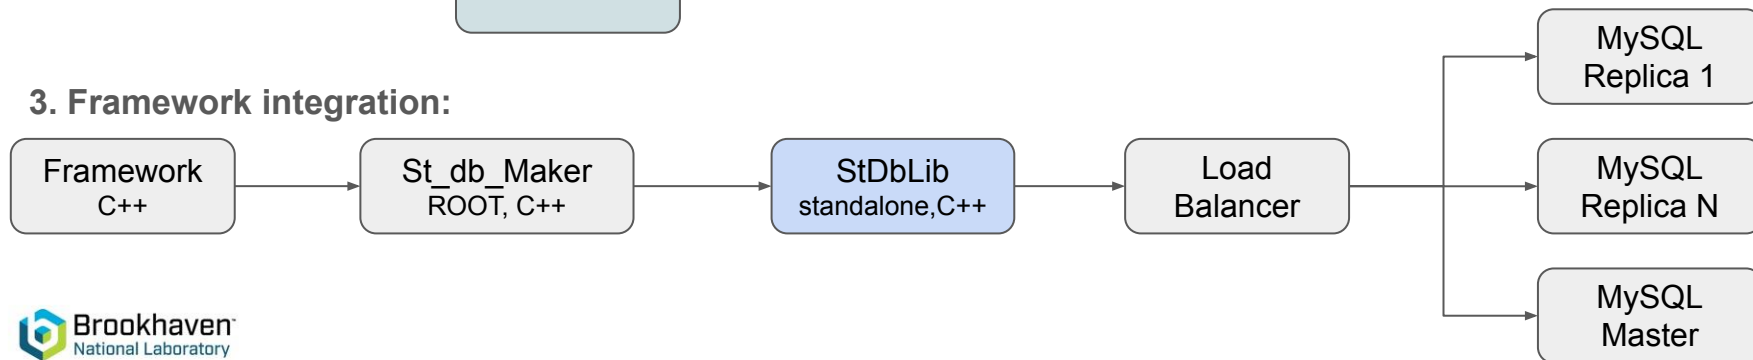 3. Framework integration:
Framework
C++
St_db_Maker
ROOT, C++
StDbLib
standalone,C++
Load
Balancer
MySQL
Replica 1
MySQL
Replica N
MySQL
Master
Brookhaven
National Laboratory